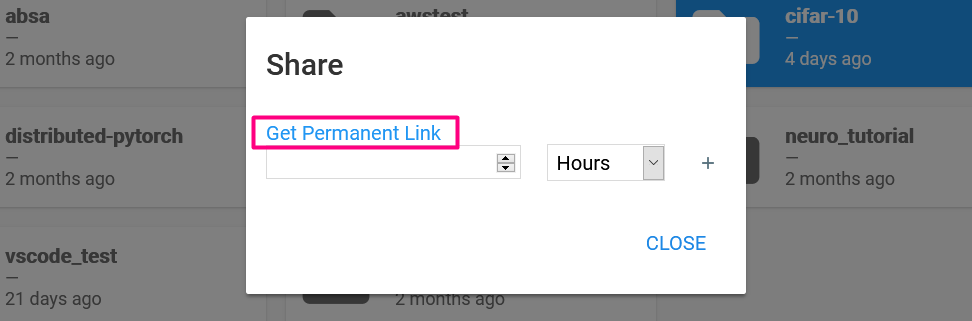 absa
—
2 months ago
awstest
cifar-10
—
4 days ago
Share
Get Permanent Link
Hours
+
CLOSE
distributed-pytorch
—
2 months ago
neuro_tutorial
—
2 months ago
vscode_test
—
21 days ago
2 months ago